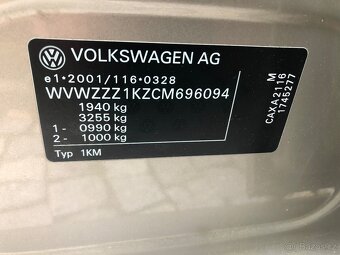 VOLKSWAGEN AG
e1*2001/116*0328
WVWZZZ1KZCM696094
1940 kg
3255 kg
1- 0990 kg
2- 1000 kg
Typ 1KM
M
CAXA2116
1745277